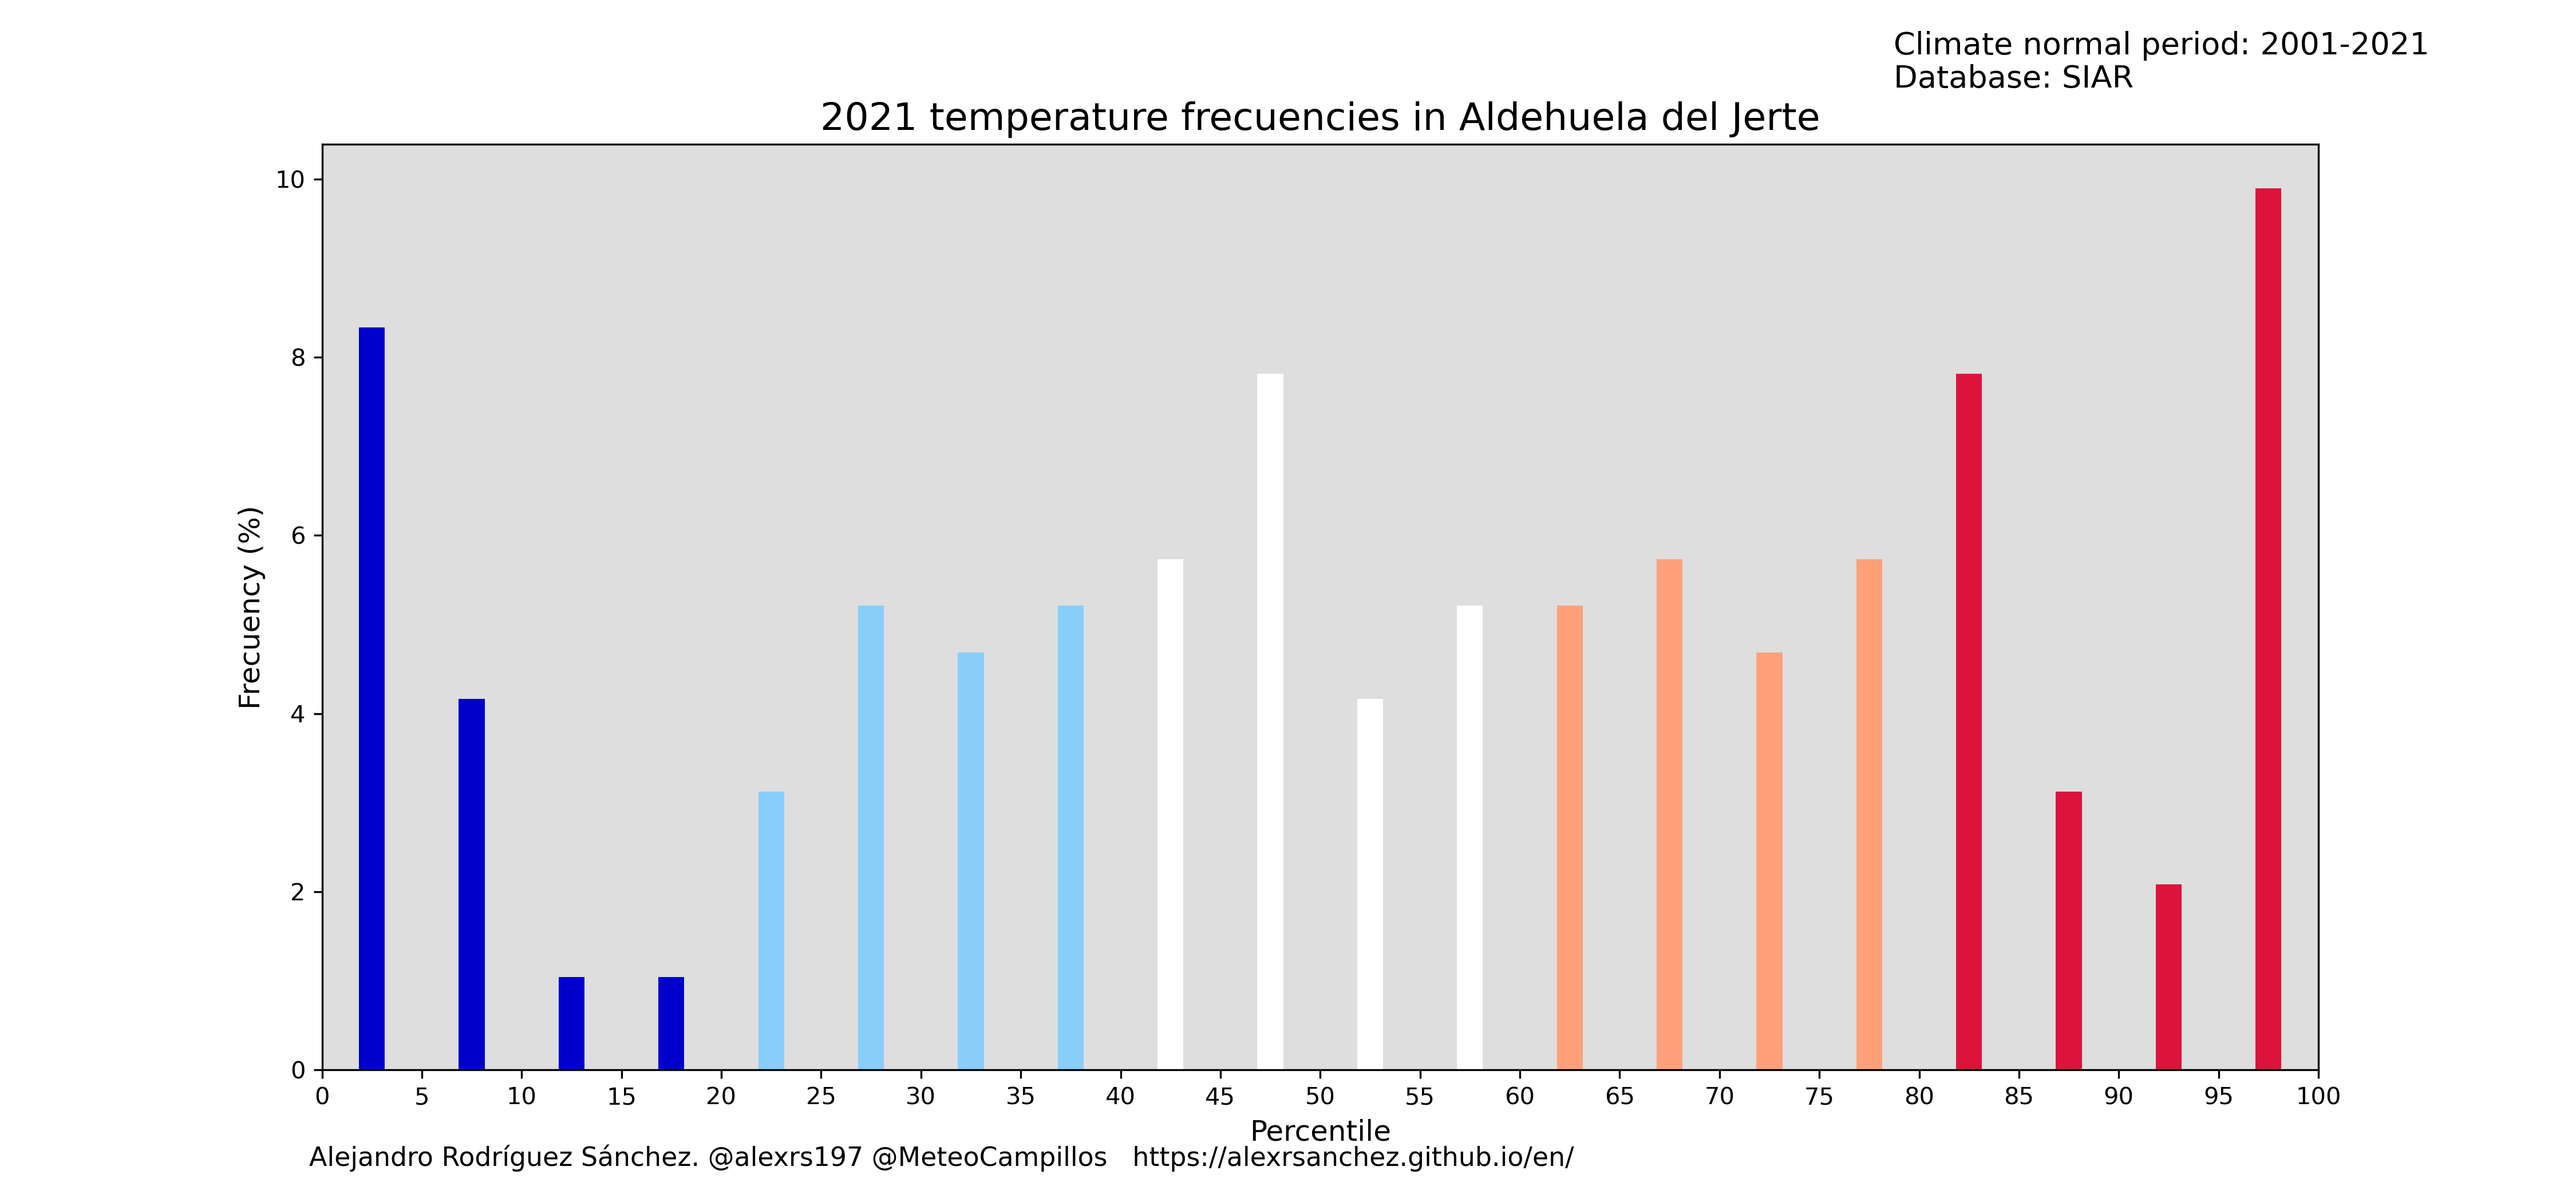 Climate normal period: 2001-2021
Database: SIAR
2021 temperature frecuencies in Aldehuela del Jerte
10
8
6
4
2
0
Frecuency (%)
0 5 10 15 20 25 30 35 40 45 50 55 60 65 70 75 80 85 90 95 100
Percentile
Alejandro Rodríguez Sánchez. @alexrs197 @MeteoCampillos https://alexrsanchez.github.io/en/